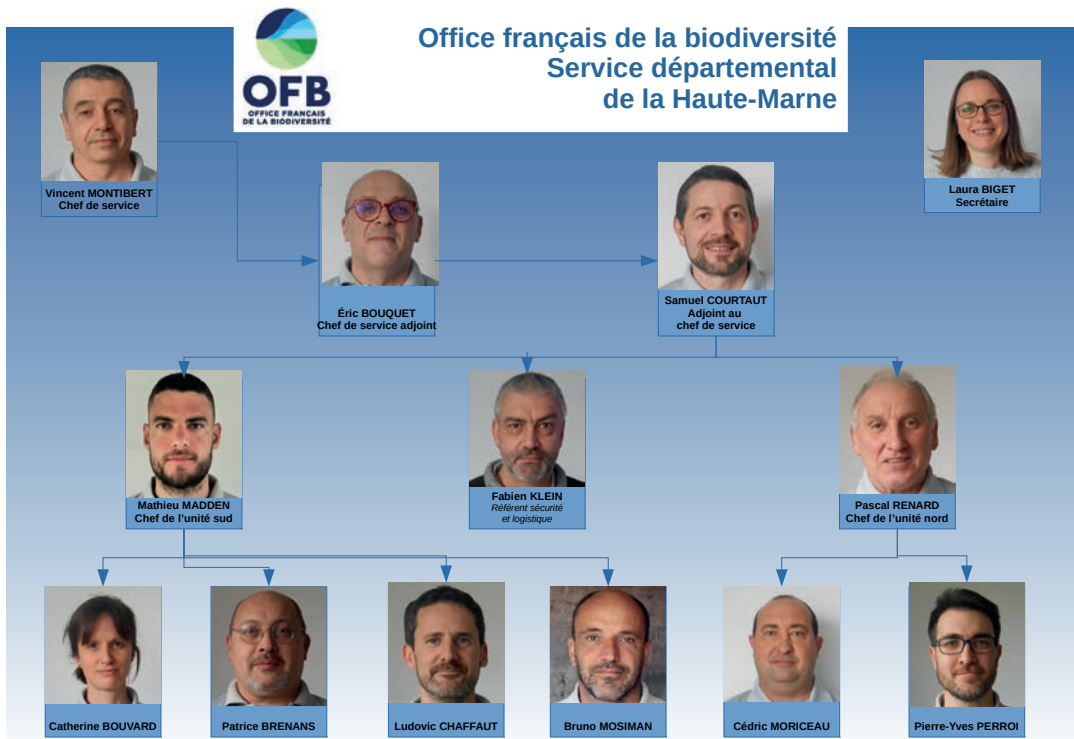 Office français de la biodiversité
Service départemental
de la Haute-Marne
OFB
OFFICE FRANÇAIS
DE LA BIODIVERSITÉ
Vincent MONTIBERT
Chef de service
Laura BIGET
Secrétaire
Éric BOUQUET
Chef de service adjoint
Samuel COURTAUT
Adjoint au
chef de service
Mathieu MADDEN
Chef de l'unité sud
Fabien KLEIN
Référent sécurité
et logistique
Pascal RENARD
Chef de l'unité nord
Catherine BOUVARD
Patrice BRENANS
Ludovic CHAFFAUT
Bruno MOSIMAN
Cédric MORICEAU
Pierre-Yves PERROI